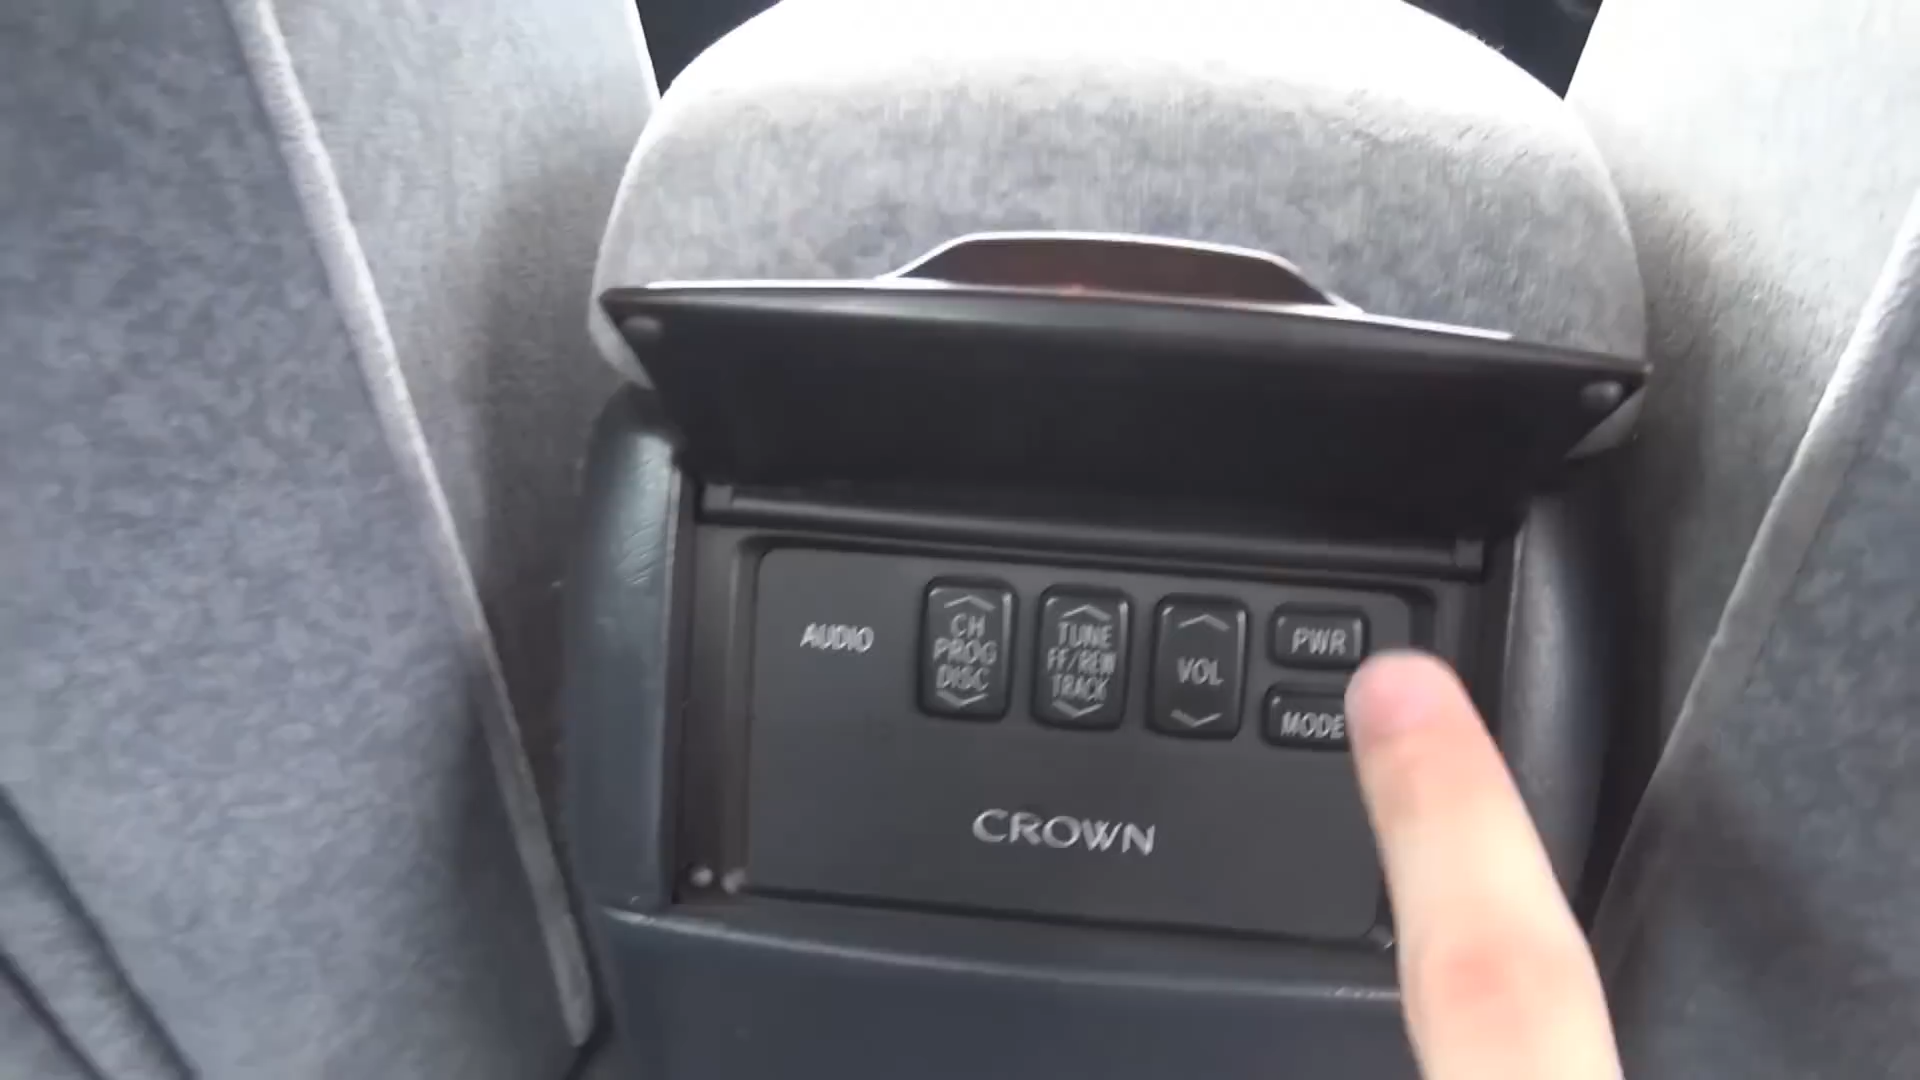 AUDIO
CH
PROG
DISC
TUNE
FF/REW
TRACK
VOL
PWR
MODE
CROWN